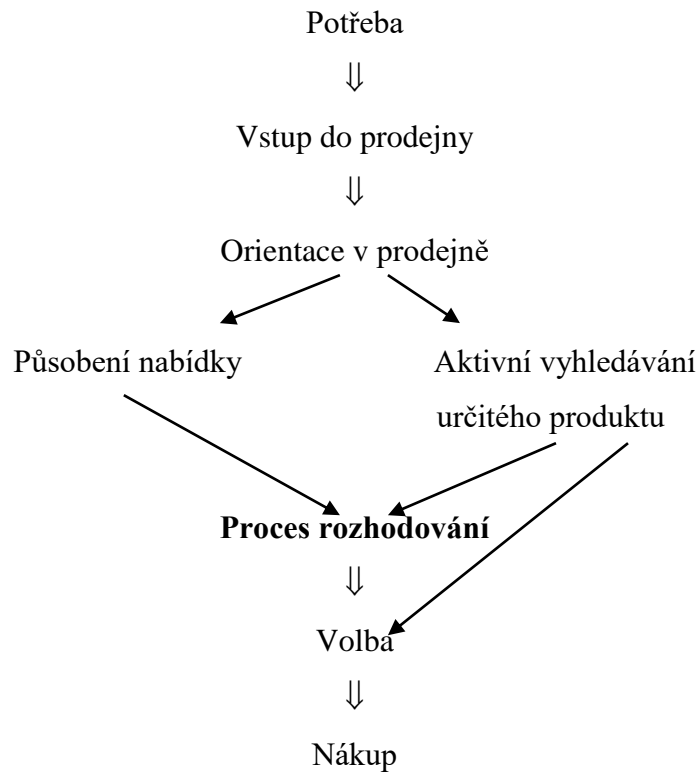 Potřeba
⇓
Vstup do prodejny
⇓
Orientace v prodejně
Působení nabídky
Aktivní vyhledávání
určitého produktu
Proces rozhodování
⇓
Volba
⇓
Nákup